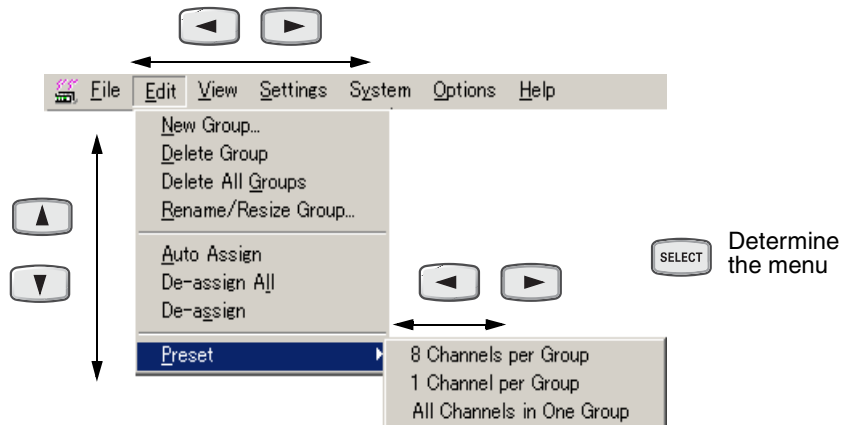 File Edit View Settings System Options Help
New Group...
Delete Group
Delete All Groups
Rename/Resize Group...
Auto Assign
De-assign All
De-assign
Preset
8 Channels per Group
1 Channel per Group
All Channels in One Group
SELECT
Determine
the menu